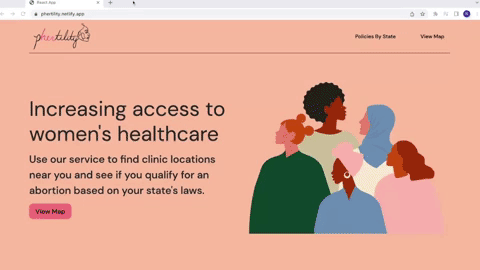 React App
phertility.netlify.app
phertility
Policies By State
View Map
Increasing access to
women's healthcare
Use our service to find clinic locations
near you and see if you qualify for an
abortion based on your state's laws.
View Map